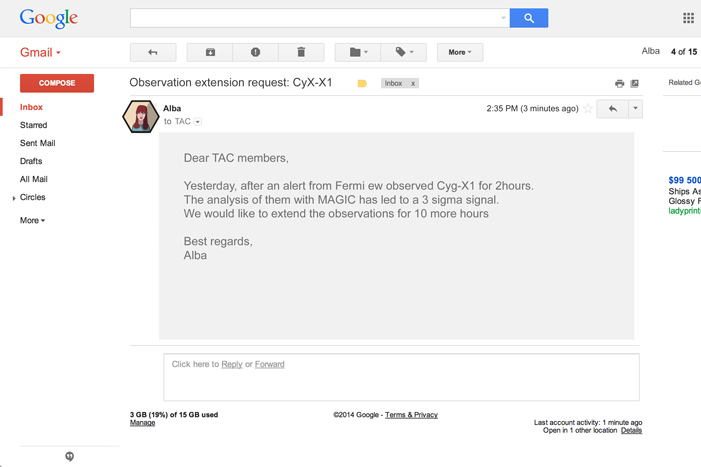 Google
Gmail
More
Alba
4 of 15
COMPOSE
Inbox
Starred
Sent Mail
Drafts
All Mail
Circles
More
Observation extension request: CyX-X1
Inbox x
Related G
Alba
to TAC
2:35 PM (3 minutes ago)
Dear TAC members,
Yesterday, after an alert from Fermi ew observed Cyg-X1 for 2hours.
The analysis of them with MAGIC has led to a 3 sigma signal.
We would like to extend the observations for 10 more hours
Best regards,
Alba
$99 500
Ships As
Glossy F
ladyprinti
Click here to Reply or Forward
3 GB (19%) of 15 GB used
Manage
©2014 Google - Terms & Privacy
Last account activity: 1 minute ago
Open in 1 other location Details